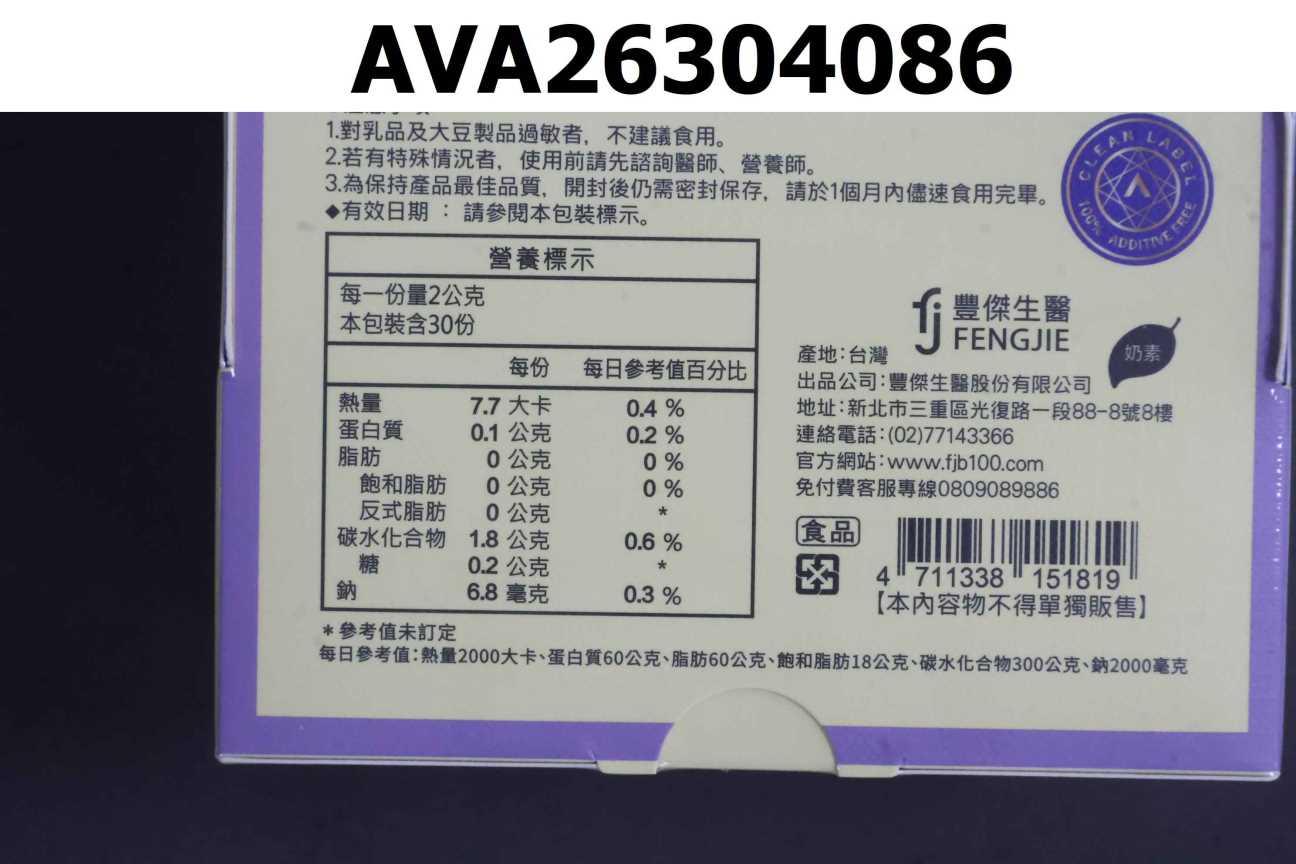 AVA26304086
1.對乳品及大豆製品過敏者，不建議食用。
2.若有特殊情況者，使用前請先諮詢醫師、營養師。
3.為保持產品最佳品質，開封後仍需密封保存，請於1個月內儘速食用完畢。
◆有效日期：請參閱本包裝標示。
CLEAN LABEL
100% ADDITIVE FREE
營養標示
每一份量2公克
本包裝含30份
每份 每日參考值百分比
熱量 7.7 大卡 0.4 %
蛋白質 0.1 公克 0.2 %
脂肪 0 公克 0 %
飽和脂肪 0 公克 0 %
反式脂肪 0 公克 *
碳水化合物 1.8 公克 0.6 %
糖 0.2 公克 *
鈉 6.8 毫克 0.3 %
＊參考值未訂定
每日參考值:熱量2000大卡、蛋白質60公克、脂肪60公克、飽和脂肪18公克、碳水化合物300公克、鈉2000毫克
fj 豐傑生醫
FENGJIE
奶素
產地:台灣
出品公司:豐傑生醫股份有限公司
地址:新北市三重區光復路一段88-8號8樓
連絡電話:(02)77143366
官方網站:www.fjb100.com
免付費客服專線0809089886
食品
4 711338 151819
【本內容物不得單獨販售】